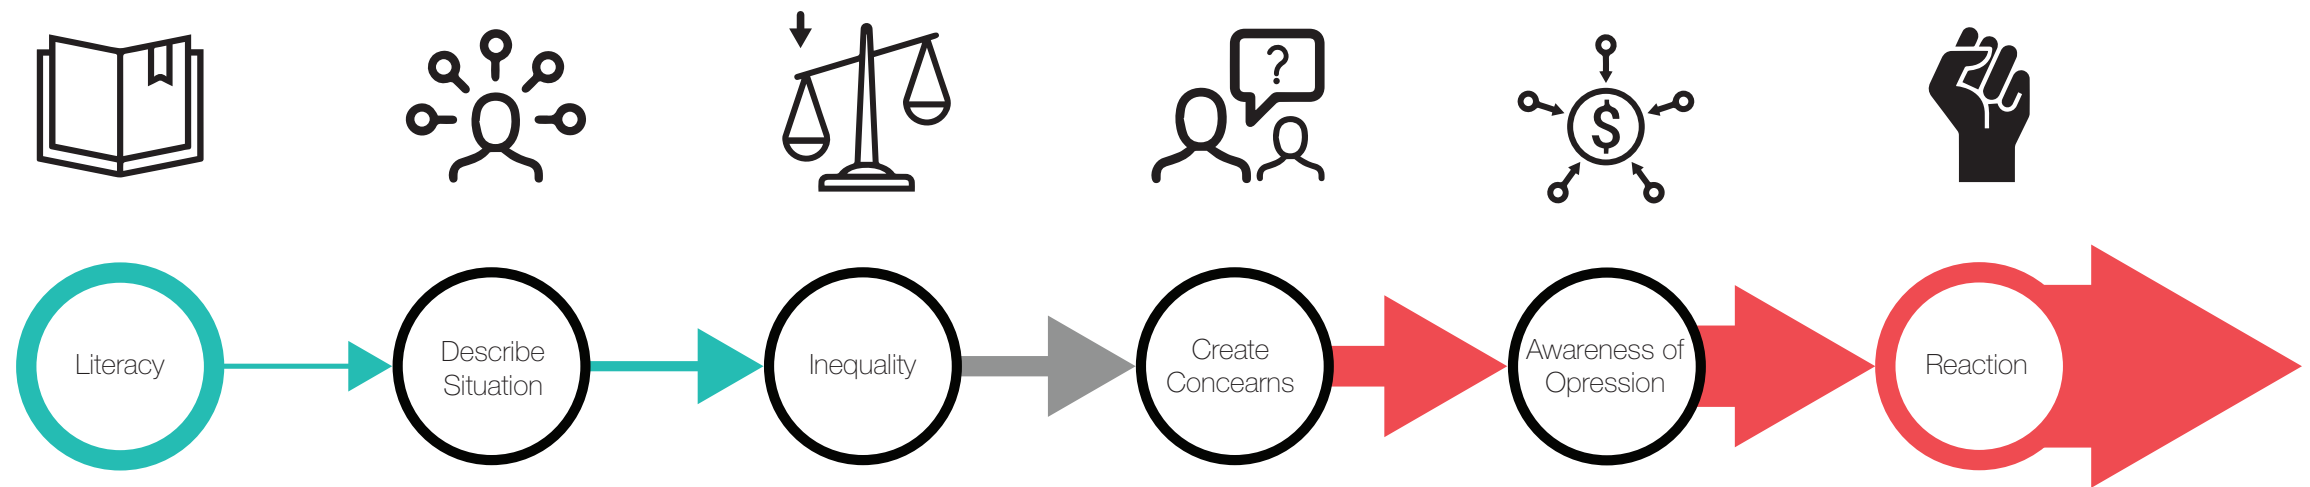 ?
$
Literacy
Describe
Situation
Inequality
Create
Concearns
Awareness of
Opression
Reaction